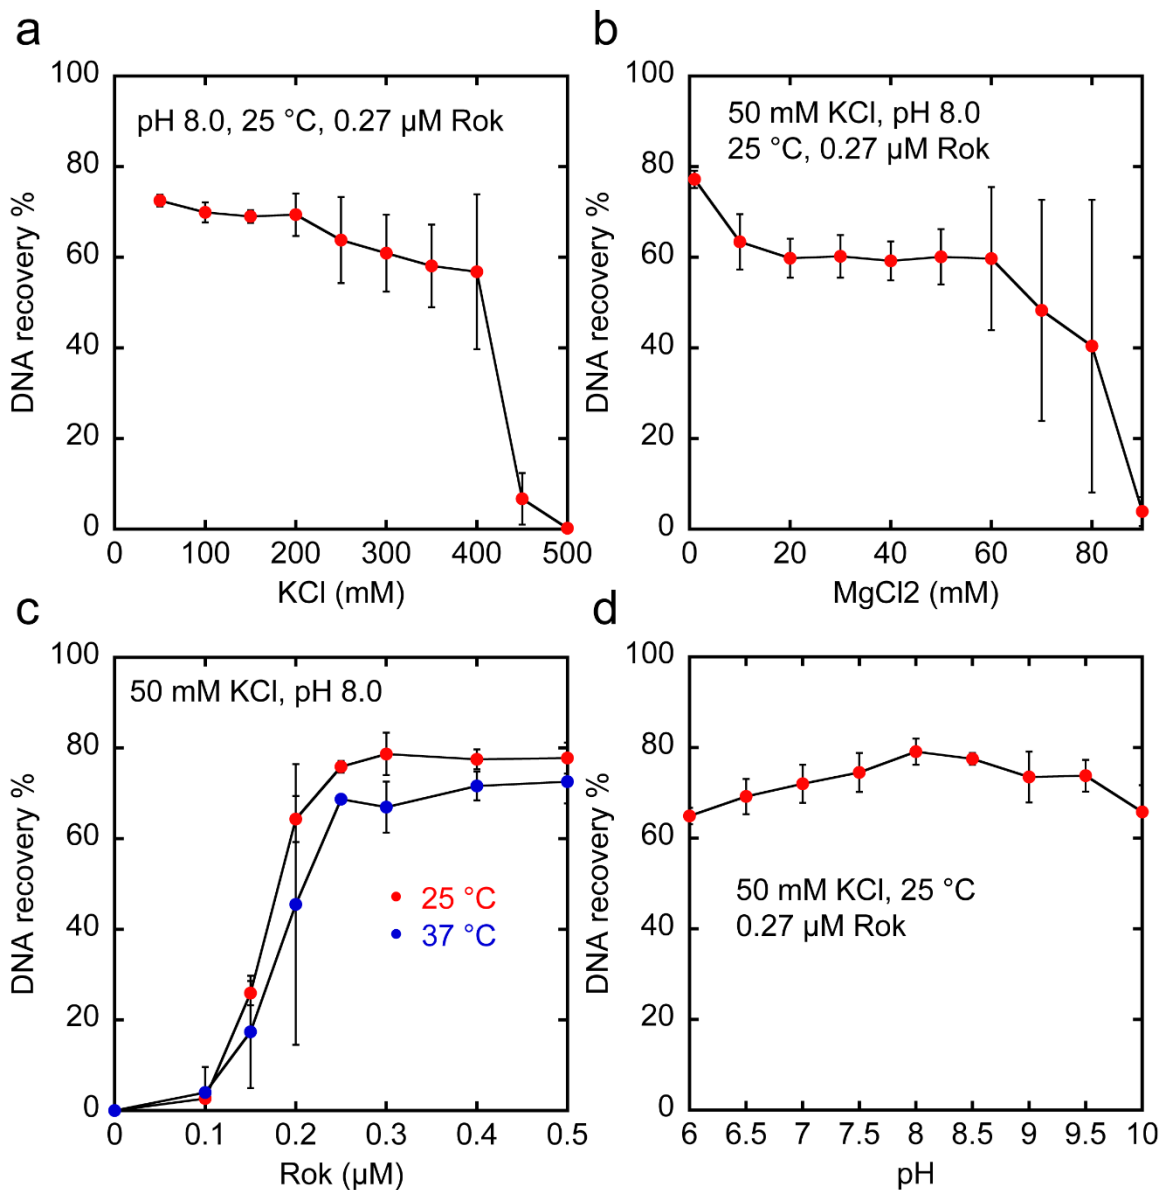 a
100
80
60
40
20
0
DNA recovery %
pH 8.0, 25 °C, 0.27 µM Rok
0 100 200 300 400 500
KCl (mM)
b
100
80
60
40
20
0
DNA recovery %
50 mM KCl, pH 8.0
25 °C, 0.27 µM Rok
0 20 40 60 80
MgCl2 (mM)
c
100
80
60
40
20
0
DNA recovery %
50 mM KCl, pH 8.0
25 °C
37 °C
0 0.1 0.2 0.3 0.4 0.5
Rok (µM)
d
100
80
60
40
20
0
DNA recovery %
50 mM KCl, 25 °C
0.27 µM Rok
6 6.5 7 7.5 8 8.5 9 9.5 10
pH